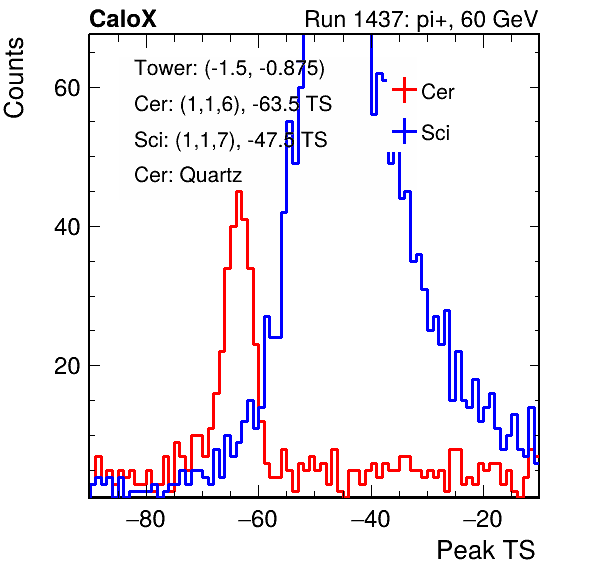 CaloX
Run 1437: pi+, 60 GeV
Counts
Tower: (-1.5, -0.875)
Cer: (1,1,6), -63.5 TS
Sci: (1,1,7), -47.5 TS
Cer: Quartz
Cer
Sci
60
40
20
−80 −60 −40 −20
Peak TS